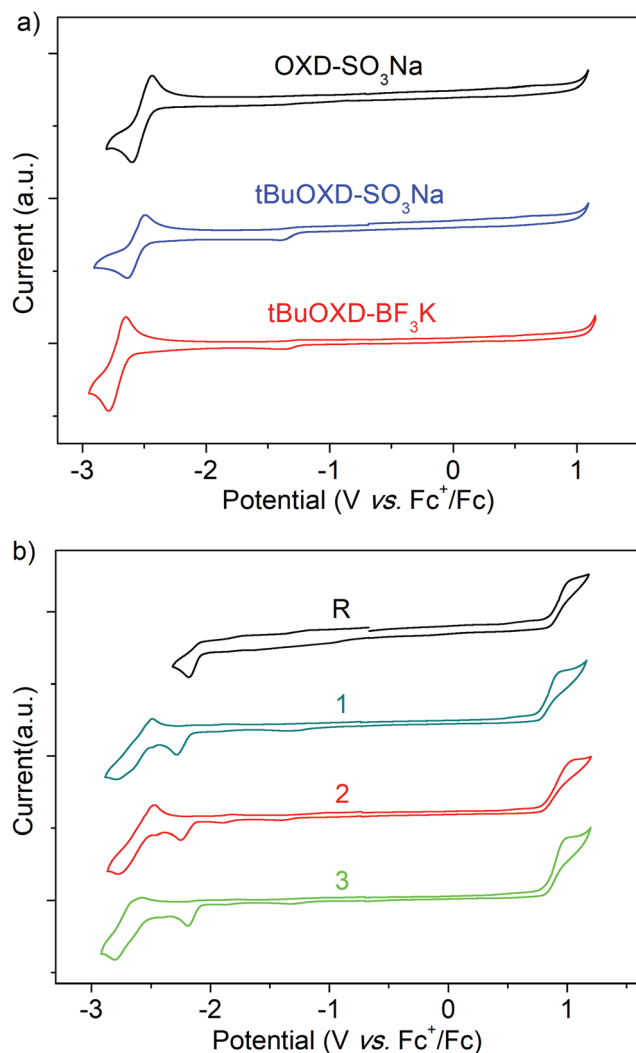 a)
OXD-SO₃Na
tBuOXD-SO₃Na
tBuOXD-BF₃K
Current (a.u.)
-3 -2 -1 0 1
Potential (V vs. Fc⁺/Fc)
b)
R
1
2
3
Current(a.u.)
-3 -2 -1 0 1
Potential (V vs. Fc⁺/Fc)